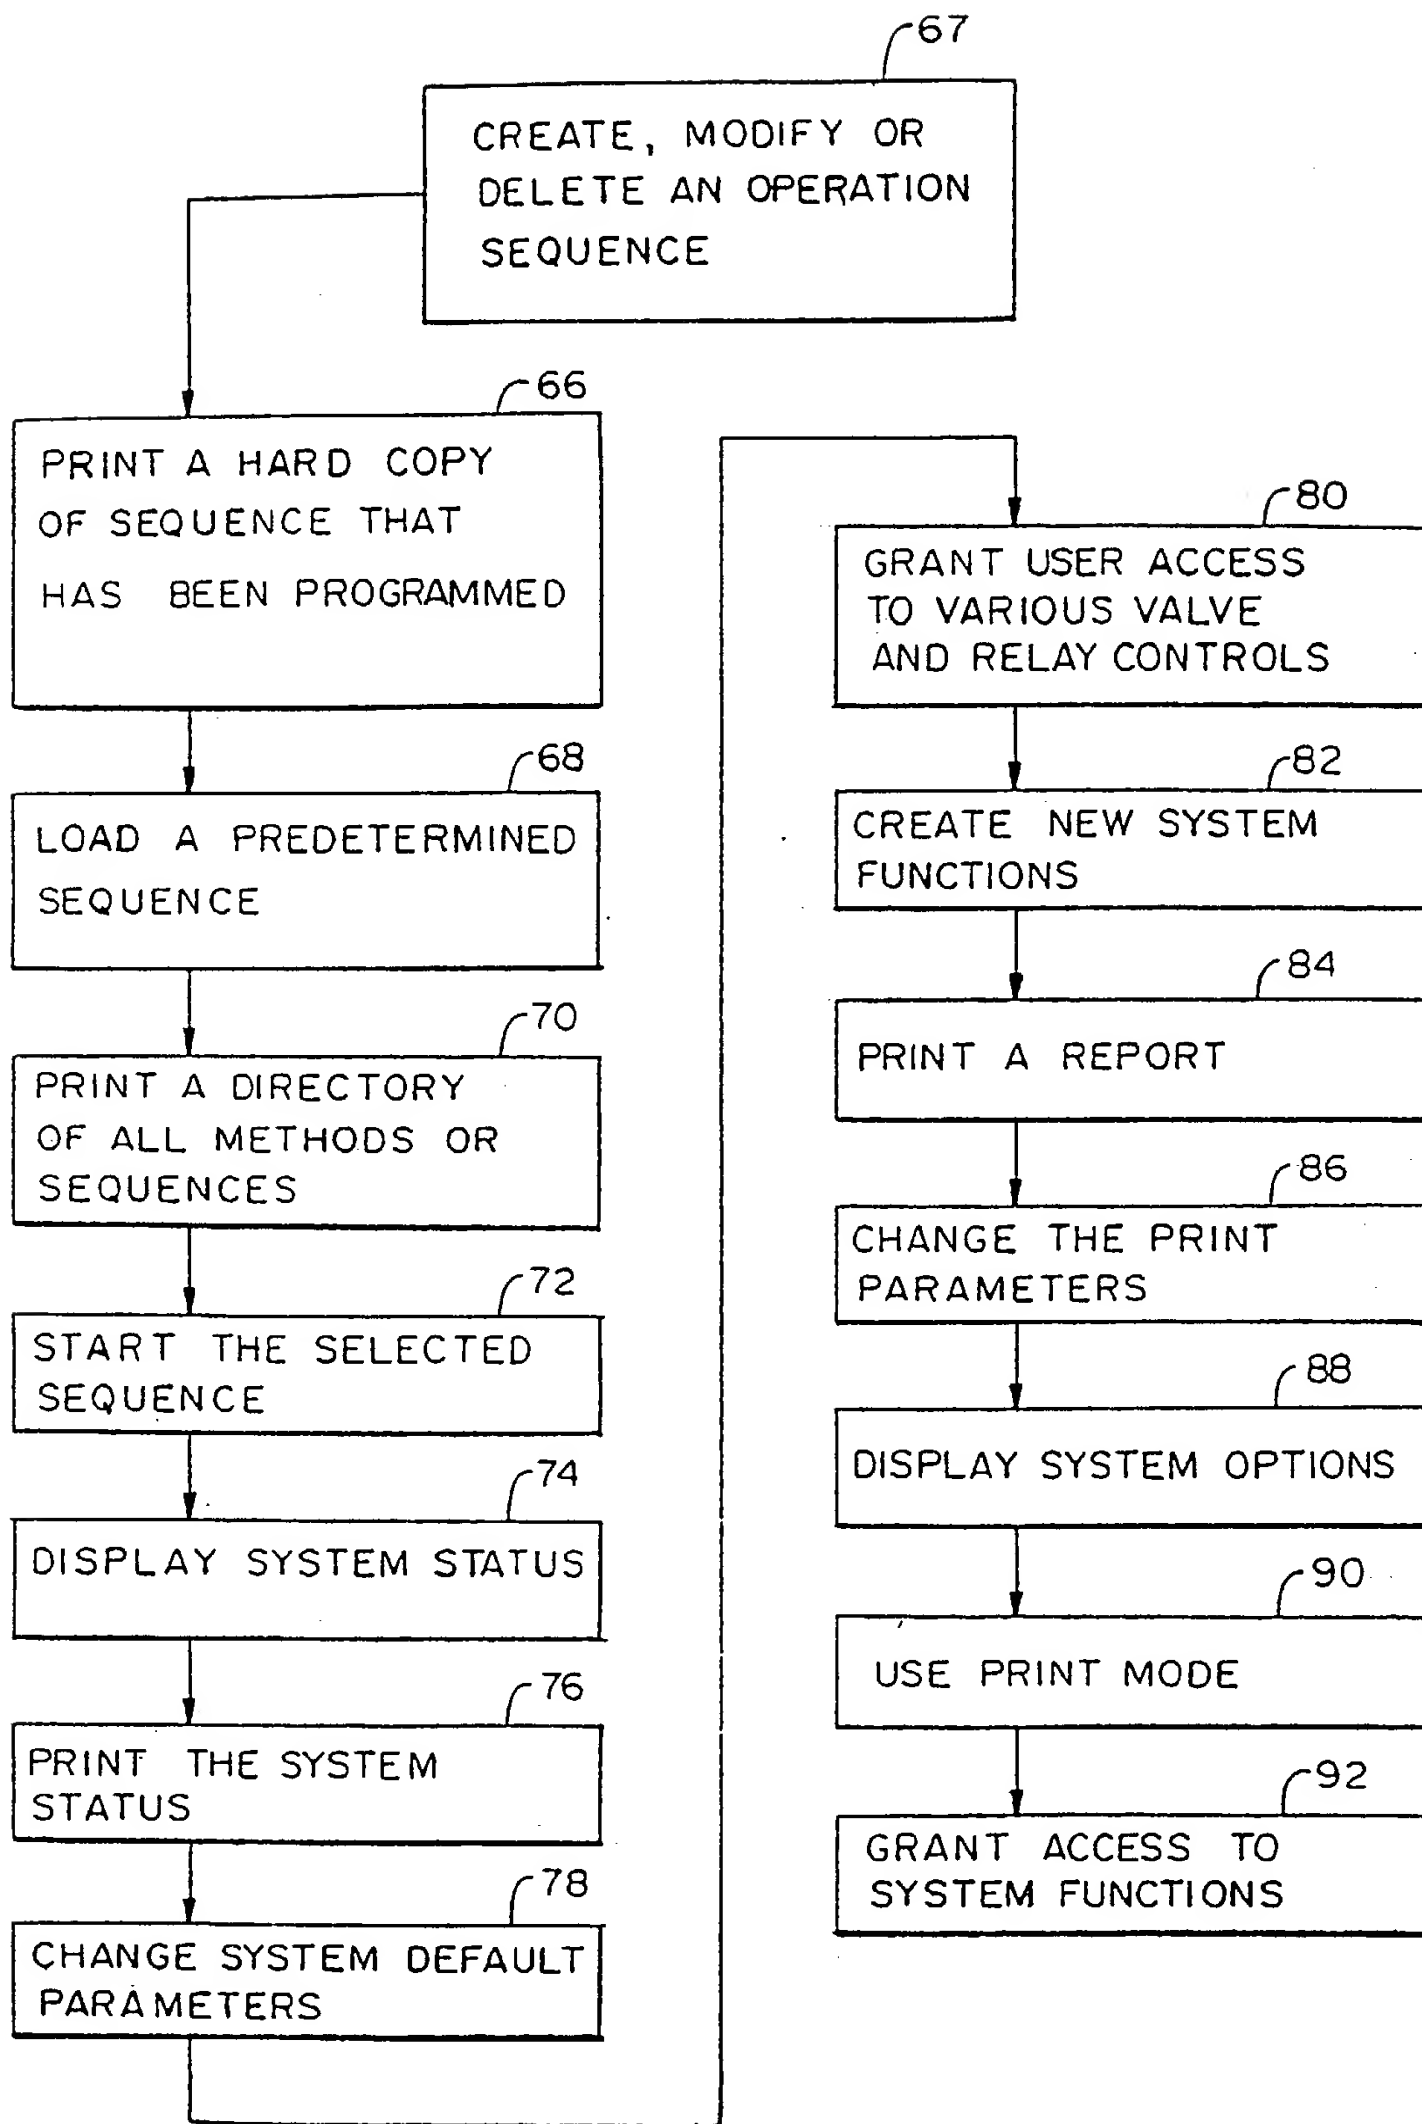 67
CREATE, MODIFY OR
DELETE AN OPERATION
SEQUENCE
66
PRINT A HARD COPY
OF SEQUENCE THAT
HAS BEEN PROGRAMMED
68
LOAD A PREDETERMINED
SEQUENCE
70
PRINT A DIRECTORY
OF ALL METHODS OR
SEQUENCES
72
START THE SELECTED
SEQUENCE
74
DISPLAY SYSTEM STATUS
76
PRINT THE SYSTEM
STATUS
78
CHANGE SYSTEM DEFAULT
PARAMETERS
80
GRANT USER ACCESS
TO VARIOUS VALVE
AND RELAY CONTROLS
82
CREATE NEW SYSTEM
FUNCTIONS
84
PRINT A REPORT
86
CHANGE THE PRINT
PARAMETERS
88
DISPLAY SYSTEM OPTIONS
90
USE PRINT MODE
92
GRANT ACCESS TO
SYSTEM FUNCTIONS